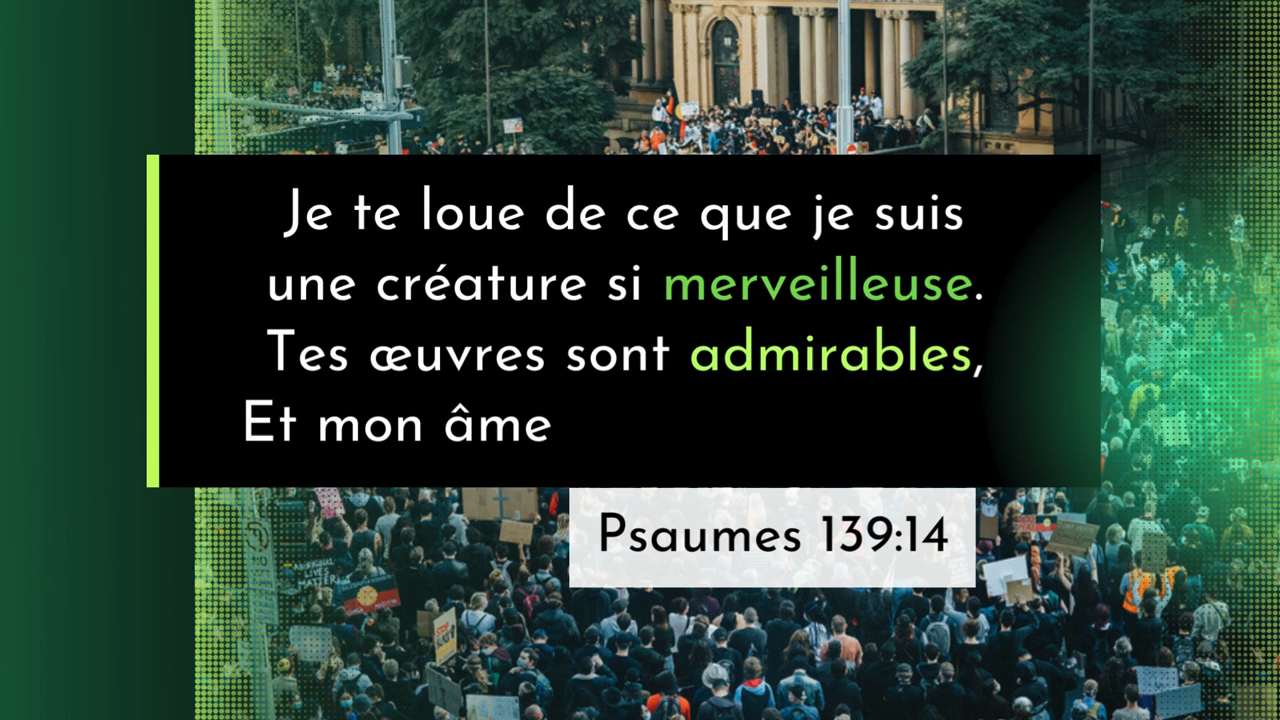 Je te loue de ce que je suis
une créature si merveilleuse.
Tes œuvres sont admirables,
Et mon âme
Psaumes 139:14